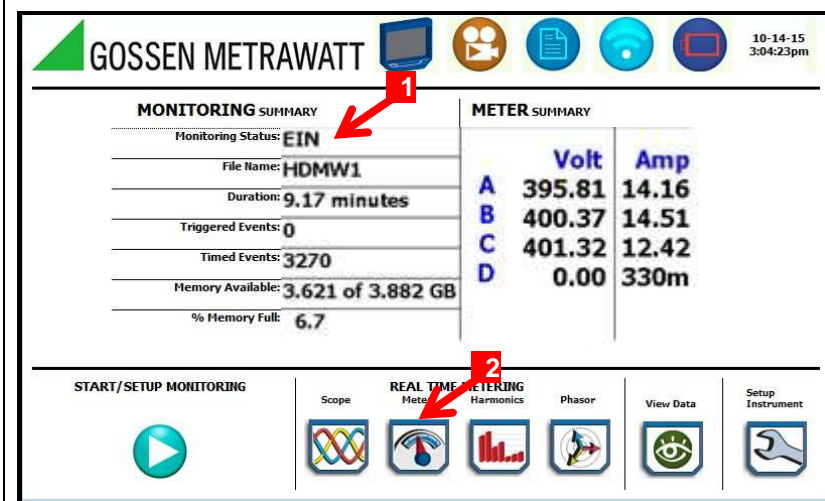 GOSSEN METRAWATT
10-14-15
3:04:23pm
1
MONITORING SUMMARY
Monitoring Status: EIN
File Name: HDMW1
Duration: 9.17 minutes
Triggered Events: 0
Timed Events: 3270
Memory Available: 3.621 of 3.882 GB
% Memory Full: 6.7
METER SUMMARY
Volt Amp
A 395.81 14.16
B 400.37 14.51
C 401.32 12.42
D 0.00 330m
2
START/SETUP MONITORING
REAL TIME METERING
Scope Mete Harmonics Phasor
View Data
Setup
Instrument